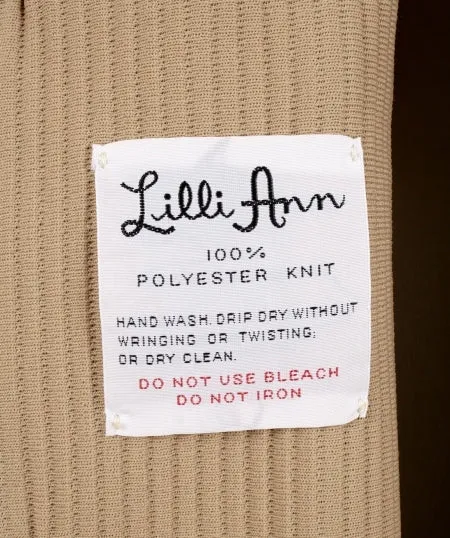 Lilli Ann
100%
POLYESTER KNIT
HAND WASH. DRIP DRY WITHOUT
WRINGING OR TWISTING;
OR DRY CLEAN.
DO NOT USE BLEACH
DO NOT IRON